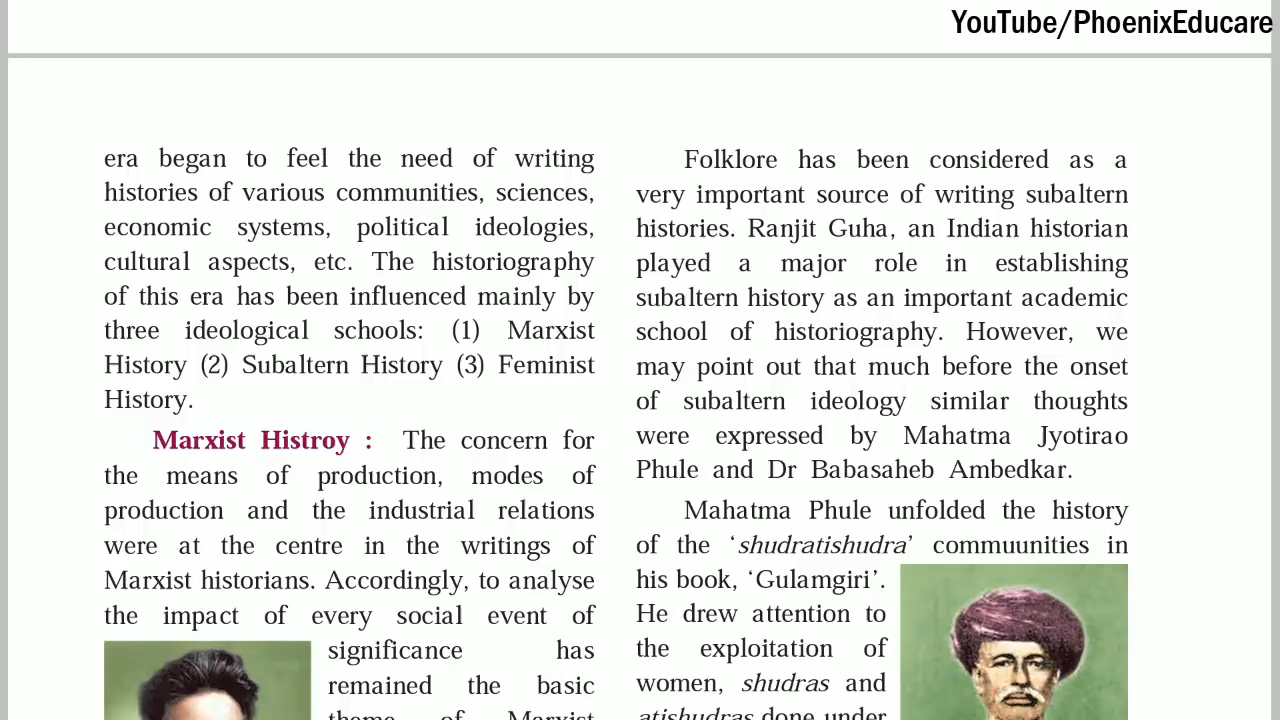 YouTube/PhoenixEducare
era began to feel the need of writing
histories of various communities, sciences,
economic systems, political ideologies,
cultural aspects, etc. The historiography
of this era has been influenced mainly by
three ideological schools: (1) Marxist
History (2) Subaltern History (3) Feminist
History.
Marxist Histroy : The concern for
the means of production, modes of
production and the industrial relations
were at the centre in the writings of
Marxist historians. Accordingly, to analyse
the impact of every social event of
significance has
remained the basic
theme of Marxist
Folklore has been considered as a
very important source of writing subaltern
histories. Ranjit Guha, an Indian historian
played a major role in establishing
subaltern history as an important academic
school of historiography. However, we
may point out that much before the onset
of subaltern ideology similar thoughts
were expressed by Mahatma Jyotirao
Phule and Dr Babasaheb Ambedkar.
Mahatma Phule unfolded the history
of the ‘shudratishudra’ commuunities in
his book, ‘Gulamgiri’.
He drew attention to
the exploitation of
women, shudras and
atishudras done under